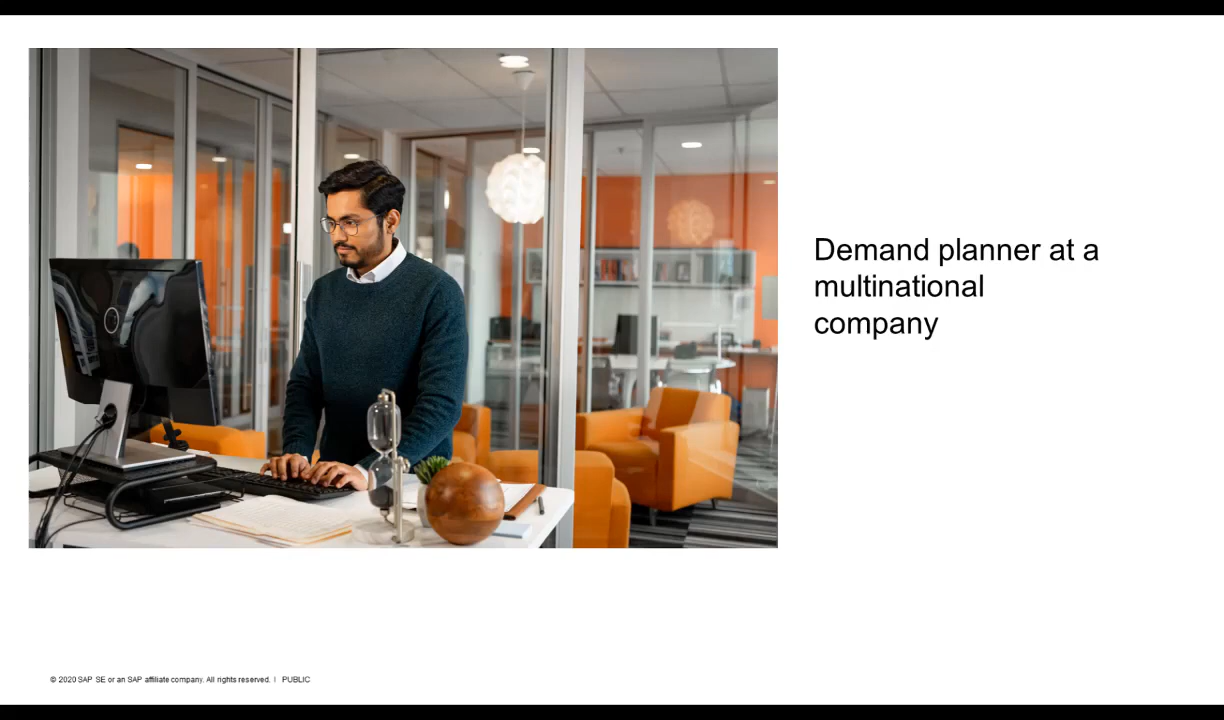 Demand planner at a
multinational
company
© 2020 SAP SE or an SAP affiliate company. All rights reserved. I PUBLIC